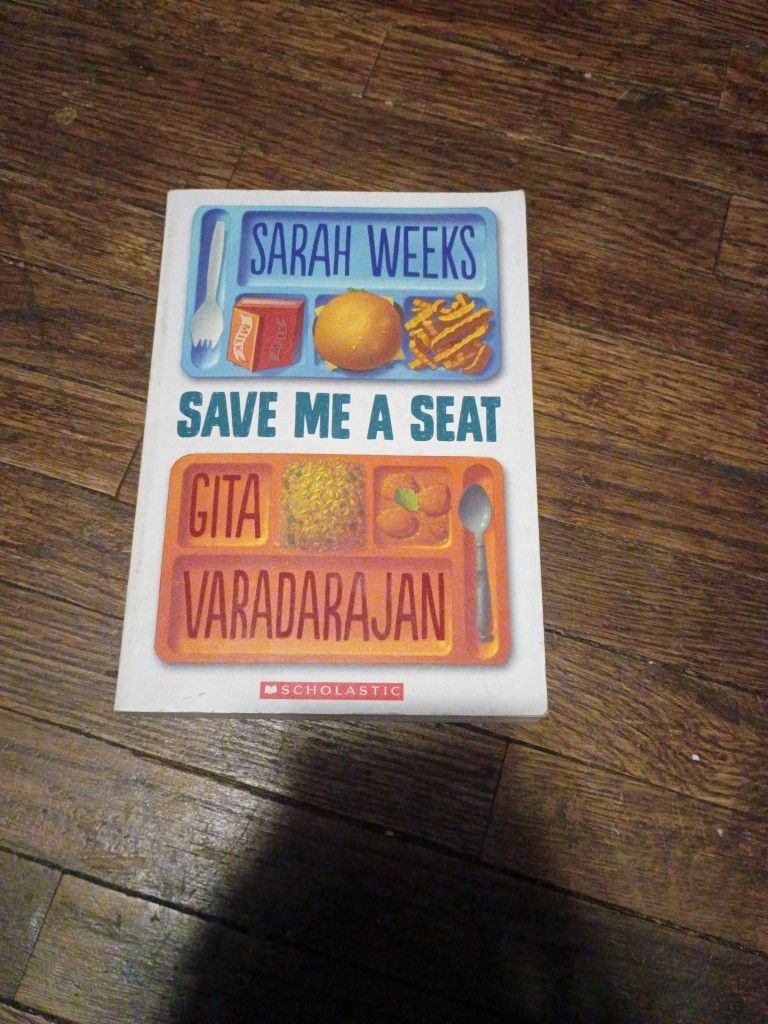 SARAH WEEKS
MILK
SAVE ME A SEAT
GITA
VARADARAJAN
SCHOLASTIC